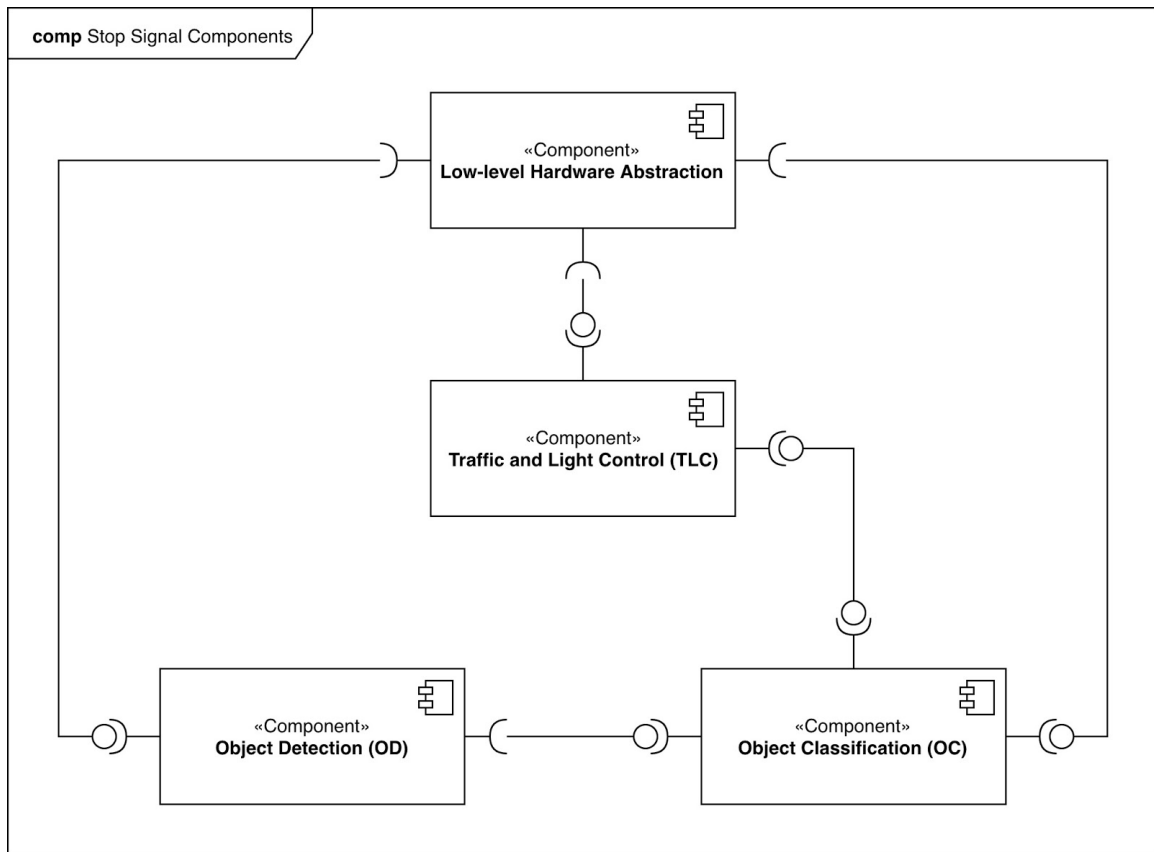 comp Stop Signal Components
«Component»
Low-level Hardware Abstraction
«Component»
Traffic and Light Control (TLC)
«Component»
Object Detection (OD)
«Component»
Object Classification (OC)